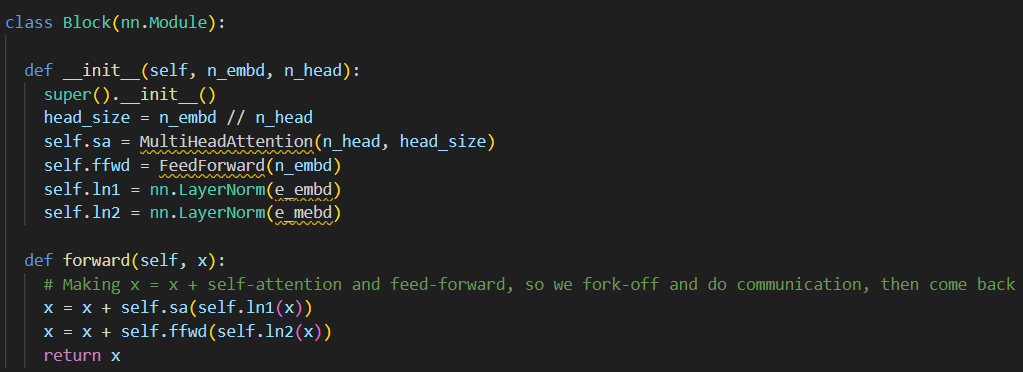 class Block(nn.Module):
def __init__(self, n_embd, n_head):
super().__init__()
head_size = n_embd // n_head
self.sa = MultiHeadAttention(n_head, head_size)
self.ffwd = FeedForward(n_embd)
self.ln1 = nn.LayerNorm(e_embd)
self.ln2 = nn.LayerNorm(e_mebd)
def forward(self, x):
# Making x = x + self-attention and feed-forward, so we fork-off and do communication, then come back
x = x + self.sa(self.ln1(x))
x = x + self.ffwd(self.ln2(x))
return x